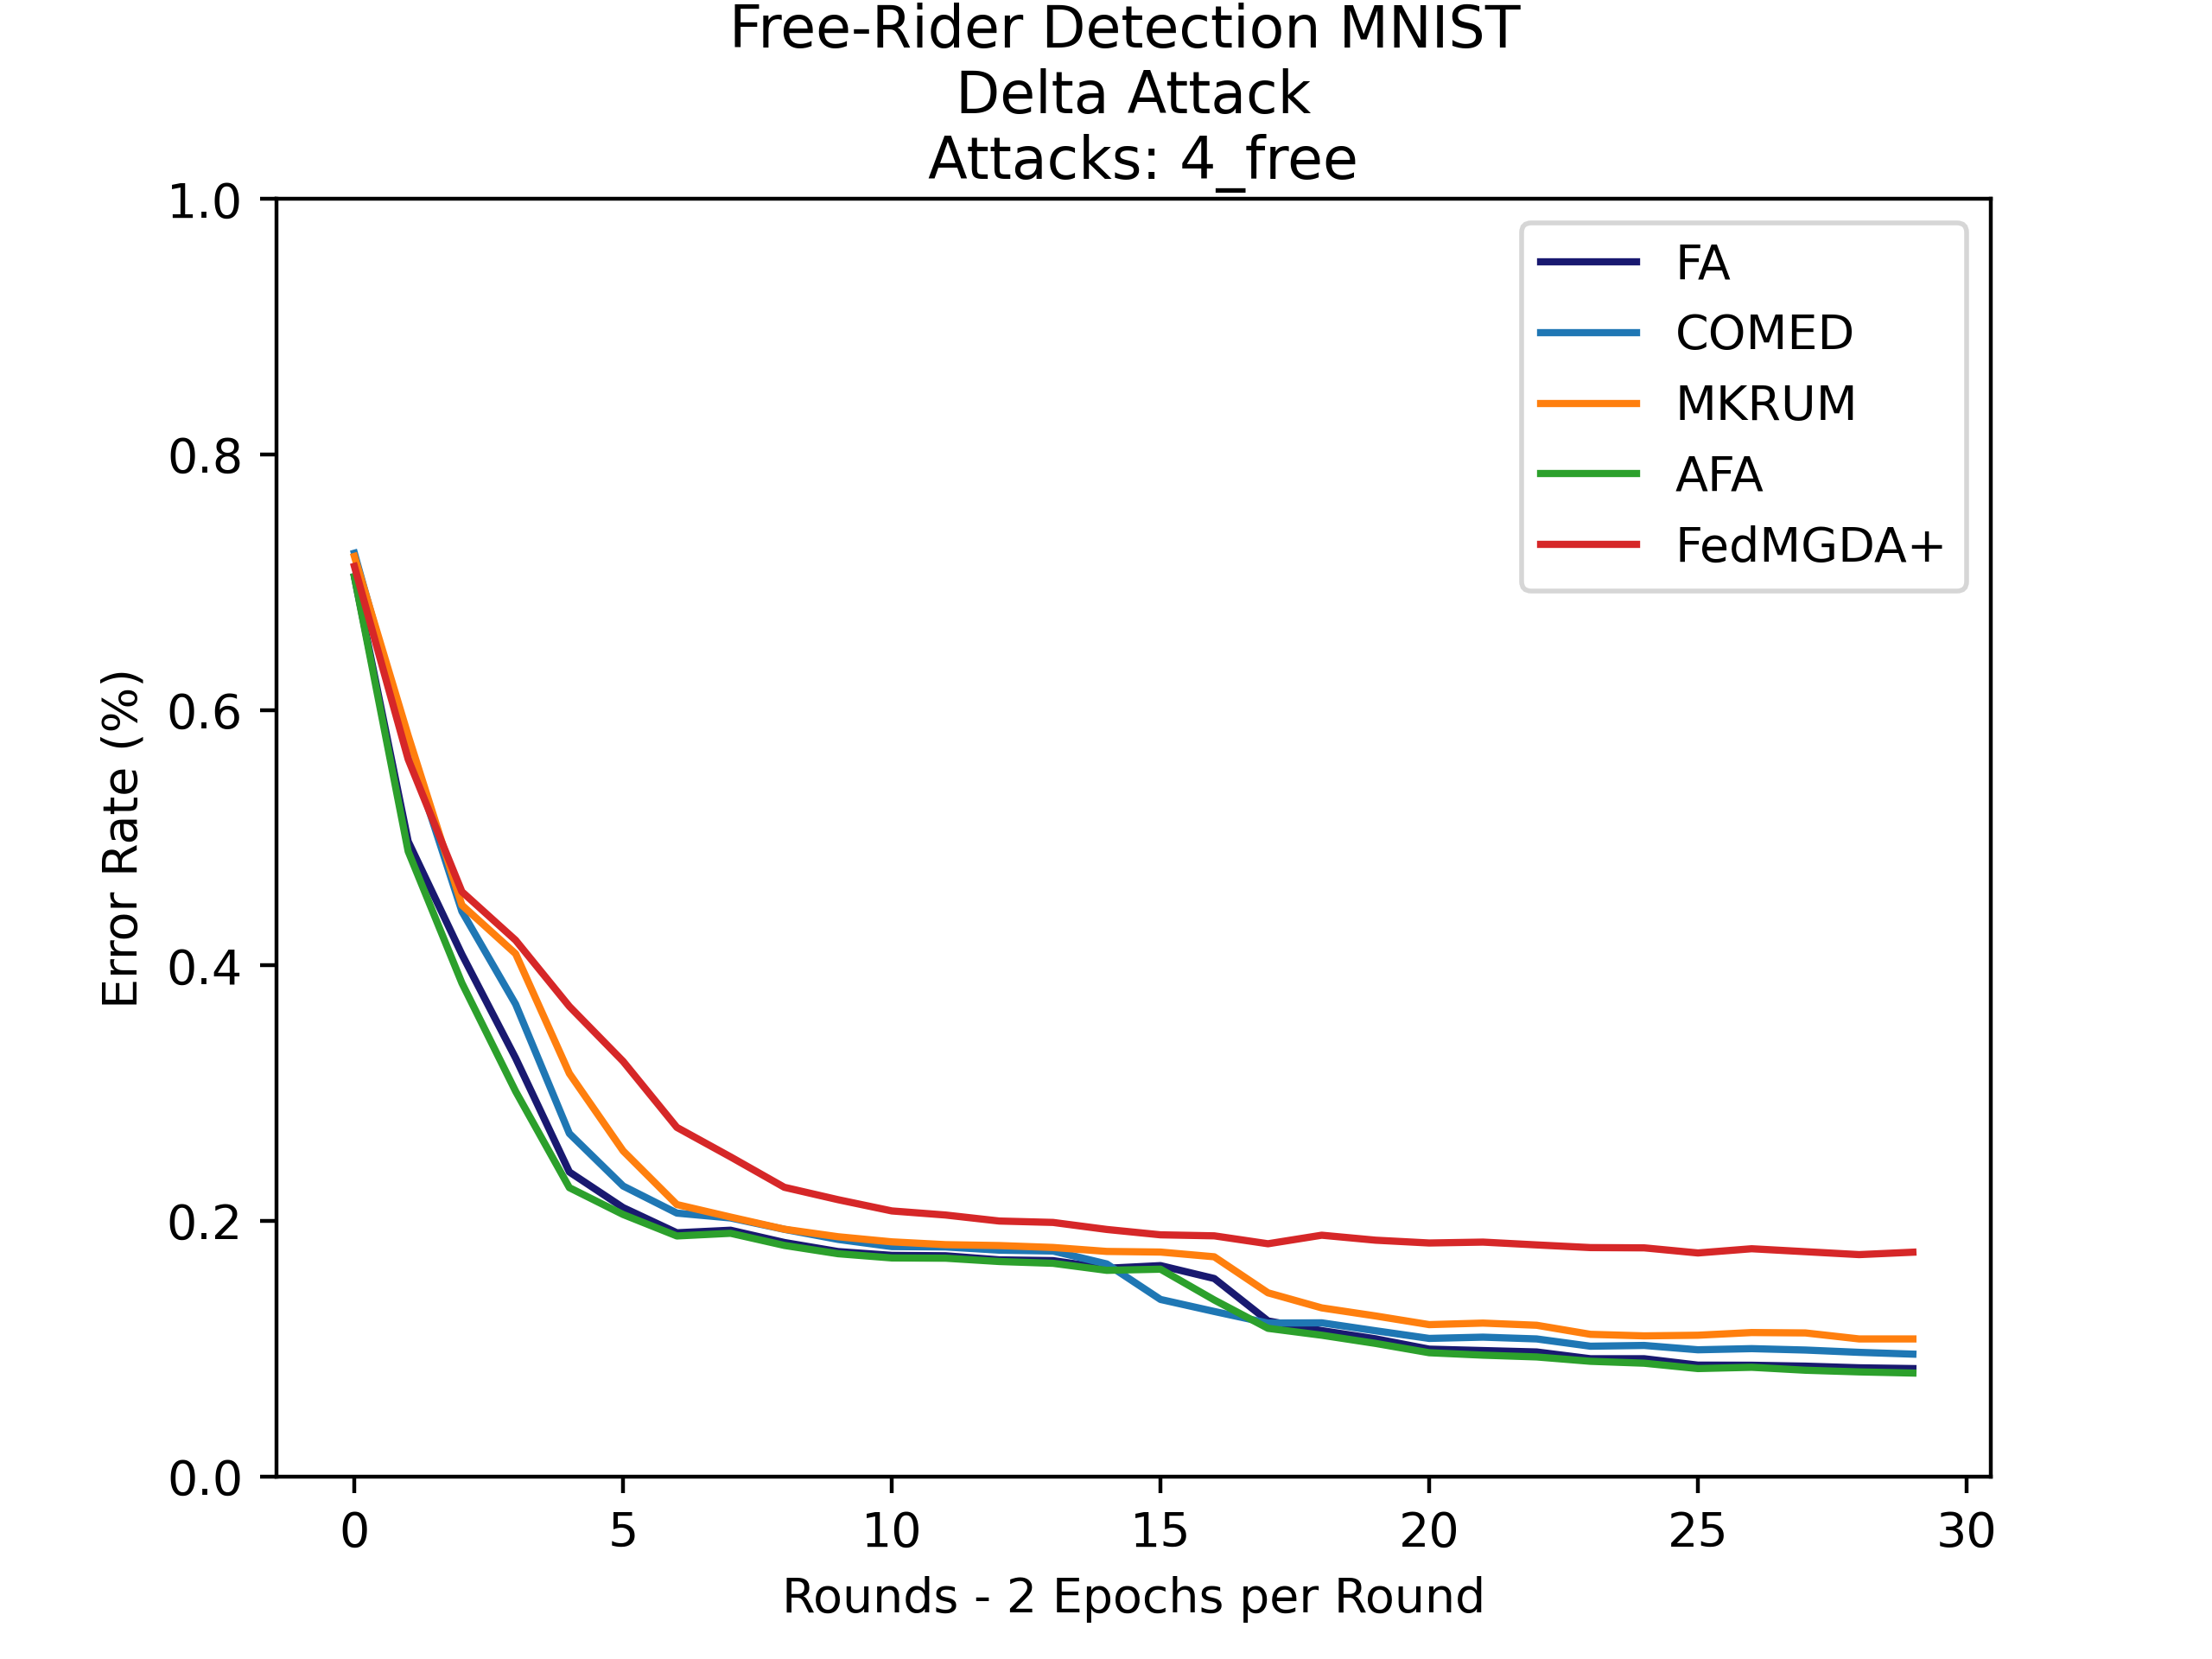 Free-Rider Detection MNIST
Delta Attack
Attacks: 4_free
1.0
0.8
0.6
0.4
0.2
0.0
Error Rate (%)
FA
COMED
MKRUM
AFA
FedMGDA+
0 5 10 15 20 25 30
Rounds - 2 Epochs per Round